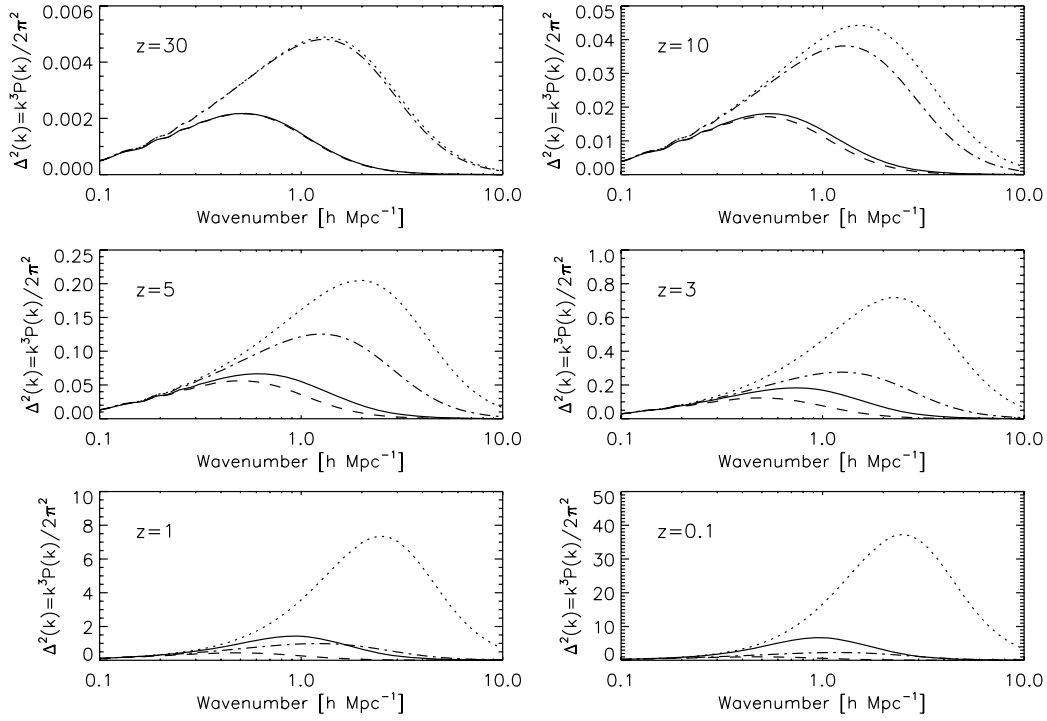 Δ²(k)=k³P(k)/2π²
0.006
0.004
0.002
0.000
z=30
0.1 1.0 10.0
Wavenumber [h Mpc⁻¹]
Δ²(k)=k³P(k)/2π²
0.05
0.04
0.03
0.02
0.01
0.00
z=10
0.1 1.0 10.0
Wavenumber [h Mpc⁻¹]
Δ²(k)=k³P(k)/2π²
0.25
0.20
0.15
0.10
0.05
0.00
z=5
0.1 1.0 10.0
Wavenumber [h Mpc⁻¹]
Δ²(k)=k³P(k)/2π²
1.0
0.8
0.6
0.4
0.2
0.0
z=3
0.1 1.0 10.0
Wavenumber [h Mpc⁻¹]
Δ²(k)=k³P(k)/2π²
10
8
6
4
2
0
z=1
0.1 1.0 10.0
Wavenumber [h Mpc⁻¹]
Δ²(k)=k³P(k)/2π²
50
40
30
20
10
0
z=0.1
0.1 1.0 10.0
Wavenumber [h Mpc⁻¹]